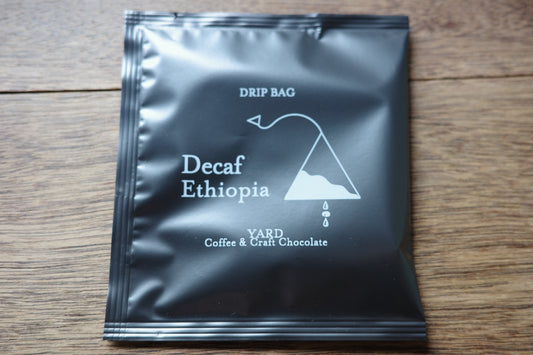 DRIP BAG
Decaf
Ethiopia
YARD
Coffee & Craft Chocolate